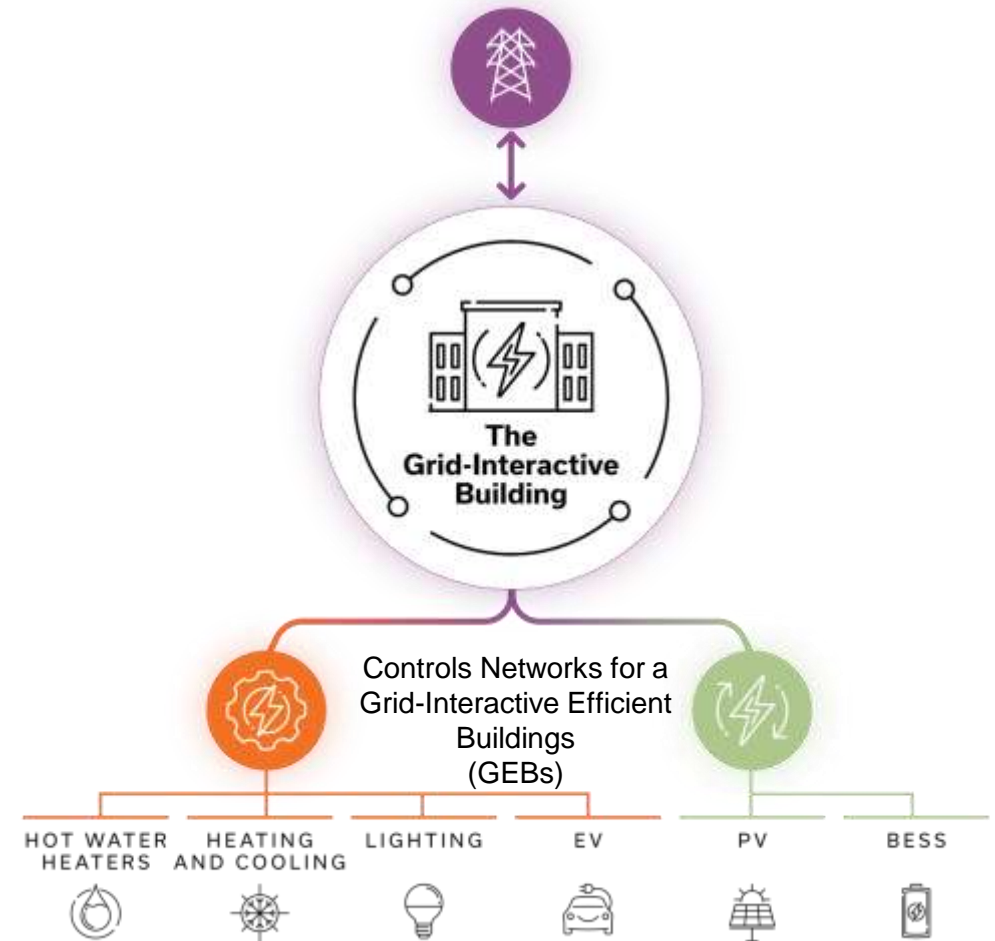 The
Grid-Interactive
Building
Controls Networks for a
Grid-Interactive Efficient
Buildings
(GEBs)
HOT WATER
HEATERS
HEATING
AND COOLING
LIGHTING
EV
PV
BESS